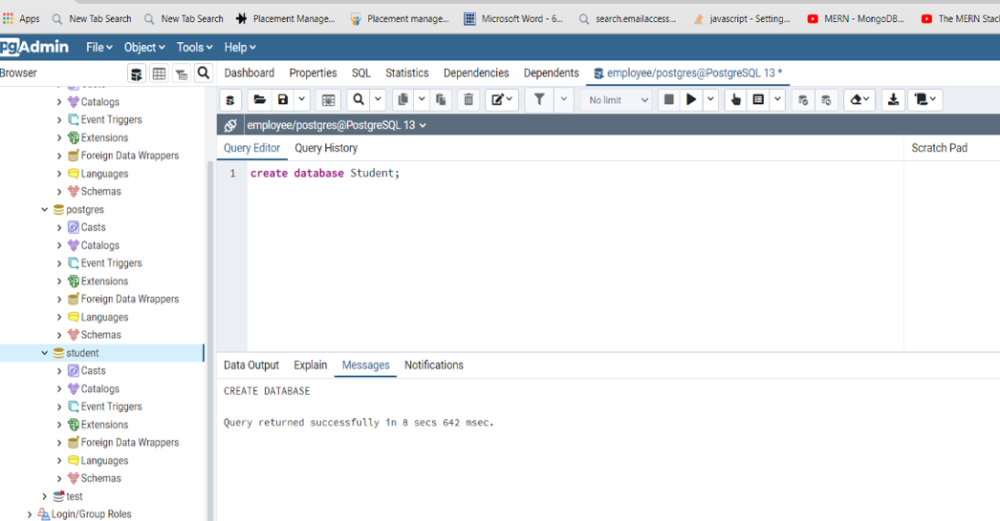 Apps New Tab Search New Tab Search Placement Manage... Placement manage... Microsoft Word - 6... search.emailaccess... javascript - Setting... MERN - MongoDB... The MERN Stac
pgAdmin File Object Tools Help
Browser Dashboard Properties SQL Statistics Dependencies Dependents employee/postgres@PostgreSQL 13 *
No limit
employee/postgres@PostgreSQL 13
Query Editor Query History Scratch Pad
1 create database Student;
Catalogs
Event Triggers
Extensions
Foreign Data Wrappers
Languages
Schemas
postgres
Casts
Catalogs
Event Triggers
Extensions
Foreign Data Wrappers
Languages
Schemas
student
Casts
Catalogs
Event Triggers
Extensions
Foreign Data Wrappers
Languages
Schemas
test
Login/Group Roles
Data Output Explain Messages Notifications
CREATE DATABASE
Query returned successfully in 8 secs 642 msec.